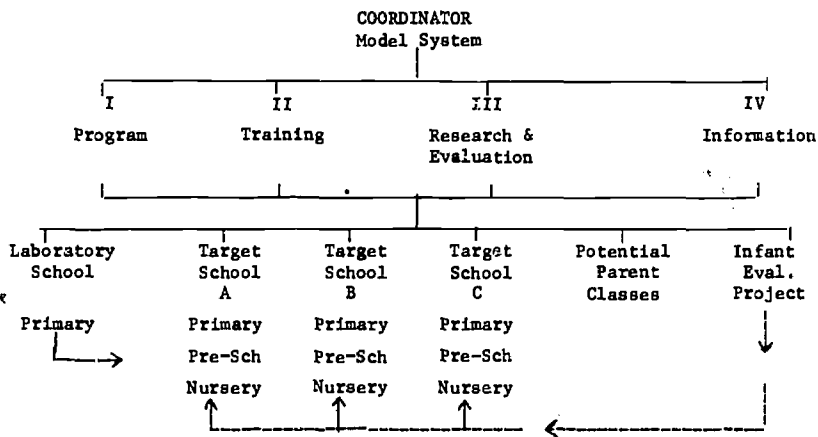 COORDINATOR
Model System
I II III IV
Program Training Research & Information
Evaluation
Laboratory Target Target Target Potential Infant
School School School School Parent Eval.
A B C Classes Project
Primary Primary Primary Primary
Pre-Sch Pre-Sch Pre-Sch
Nursery Nursery Nursery